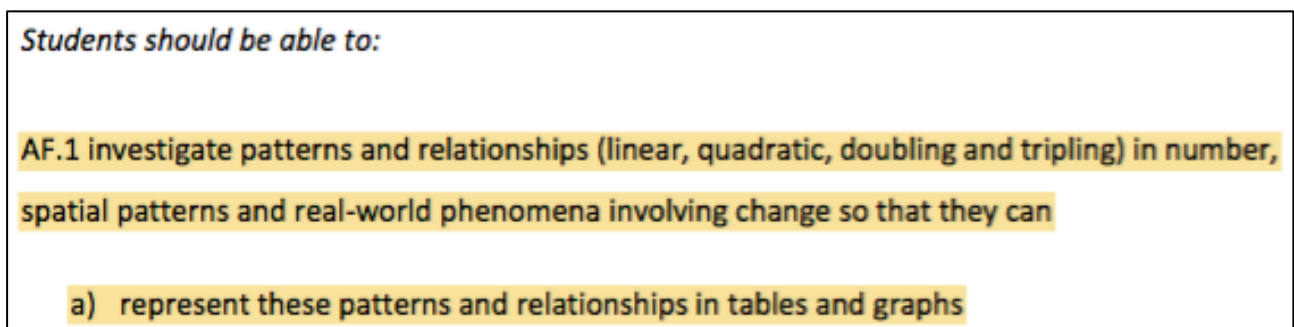 Students should be able to:
AF.1 investigate patterns and relationships (linear, quadratic, doubling and tripling) in number,
spatial patterns and real-world phenomena involving change so that they can
a) represent these patterns and relationships in tables and graphs